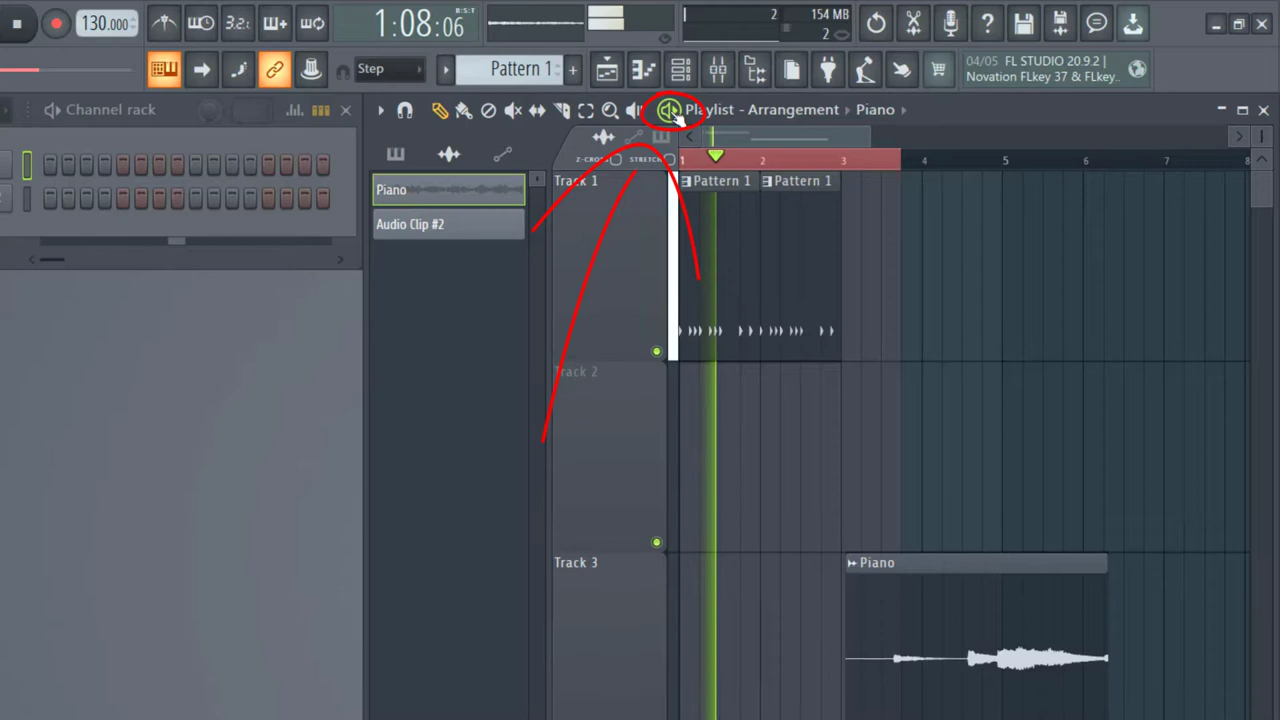 130.000
3.2.ι
1:08:06
B:S:T
2
154 MB
2
Step
Pattern 1
04/05 FL STUDIO 20.9.2 |
Novation FLkey 37 & FLkey..
Channel rack
Playlist - Arrangement
Piano
Z-CROSS
STRETCH
1
2
3
4
5
6
7
8
Piano
Audio Clip #2
Track 1
Pattern 1
Pattern 1
Track 2
Track 3
Piano